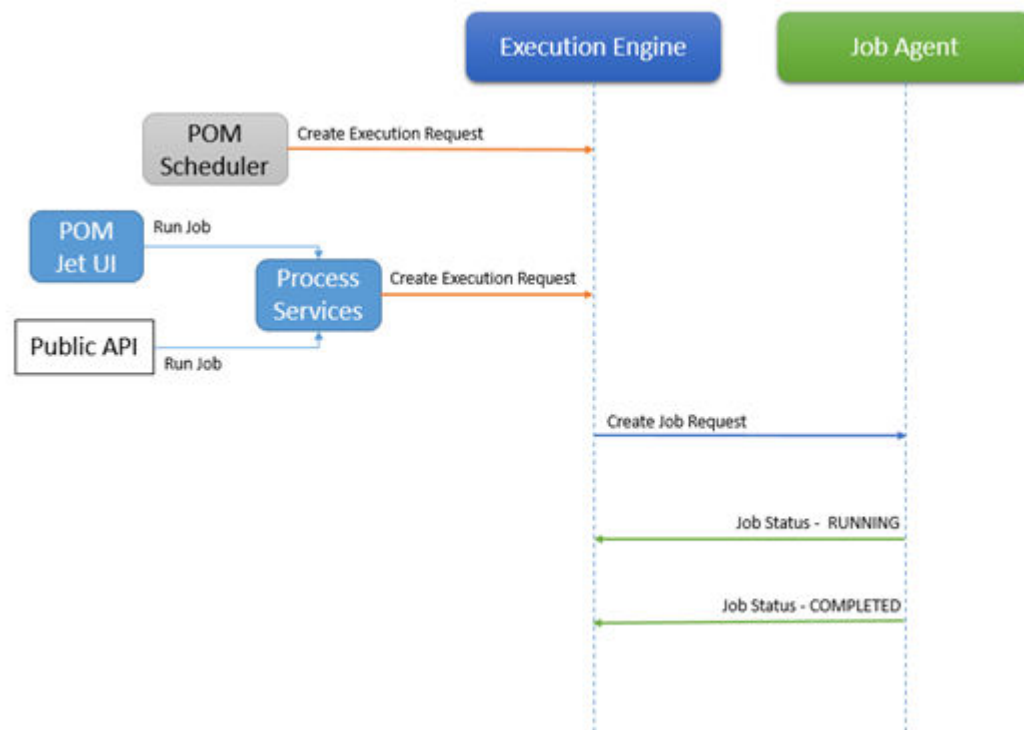 Execution Engine
Job Agent
POM
Scheduler
Create Execution Request
POM
Jet UI
Run Job
Process
Services
Create Execution Request
Public API
Run Job
Create Job Request
Job Status - RUNNING
Job Status - COMPLETED